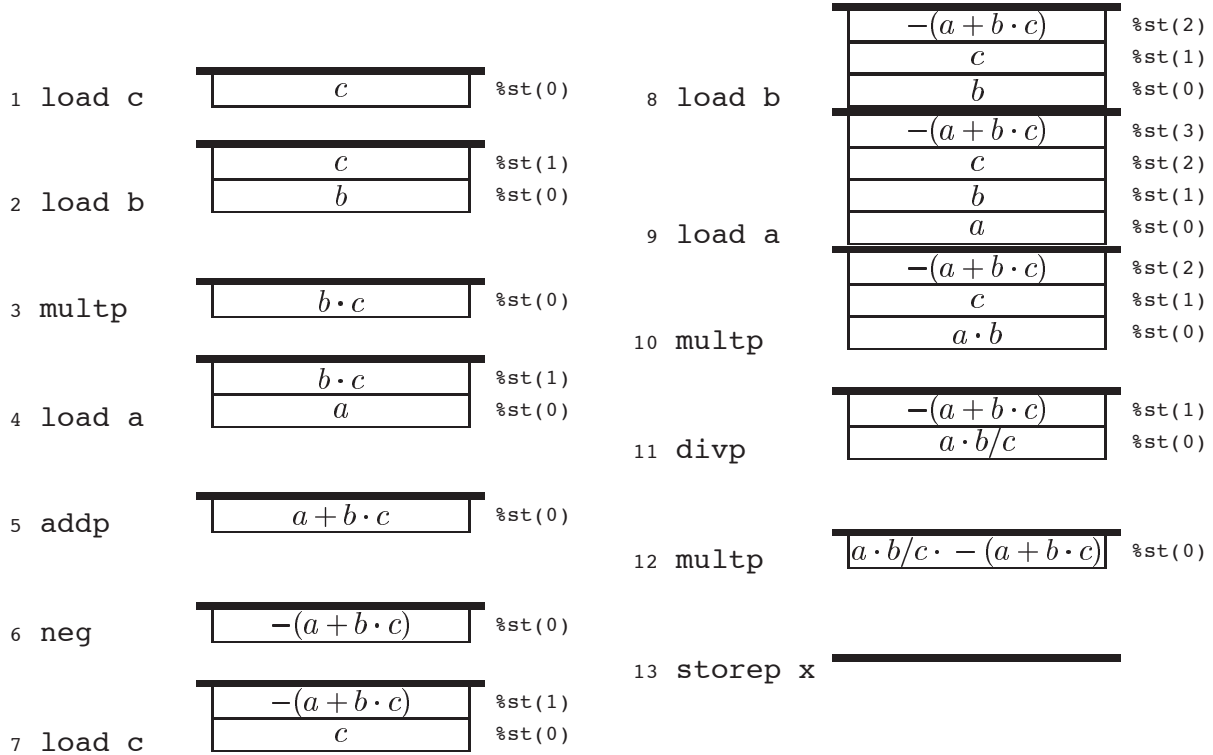 1 load c
c %st(0)
2 load b
c %st(1)
b %st(0)
3 multp
b · c %st(0)
4 load a
b · c %st(1)
a %st(0)
5 addp
a + b · c %st(0)
6 neg
−(a + b · c) %st(0)
7 load c
−(a + b · c) %st(1)
c %st(0)
8 load b
−(a + b · c) %st(2)
c %st(1)
b %st(0)
9 load a
−(a + b · c) %st(3)
c %st(2)
b %st(1)
a %st(0)
10 multp
−(a + b · c) %st(2)
c %st(1)
a · b %st(0)
11 divp
−(a + b · c) %st(1)
a · b/c %st(0)
12 multp
a · b/c · −(a + b · c) %st(0)
13 storep x